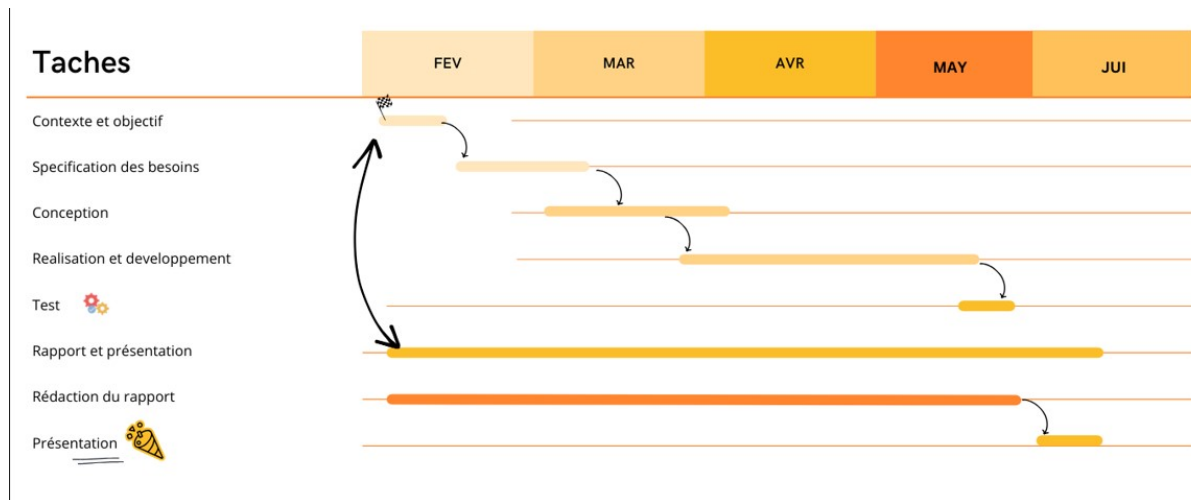 Taches
FEV
MAR
AVR
MAY
JUI
Contexte et objectif
Specification des besoins
Conception
Realisation et developpement
Test
Rapport et présentation
Rédaction du rapport
Présentation